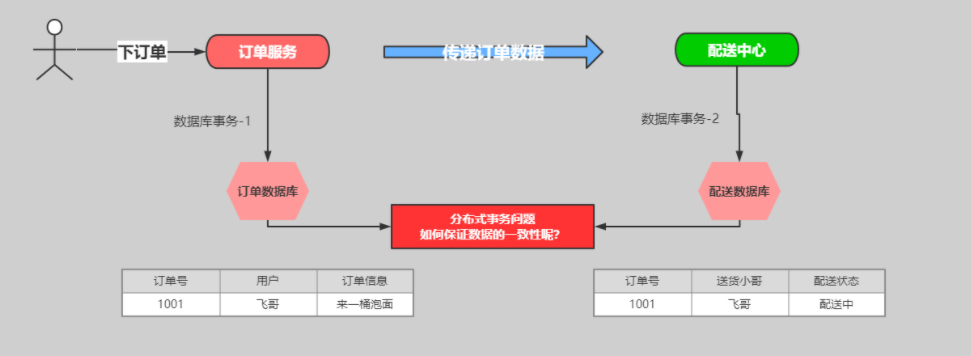 下订单
订单服务
传递订单数据
配送中心
数据库事务-1
数据库事务-2
订单数据库
配送数据库
分布式事务问题
如何保证数据的一致性呢?
订单号 用户 订单信息
1001 飞哥 来一桶泡面
订单号 送货小哥 配送状态
1001 飞哥 配送中